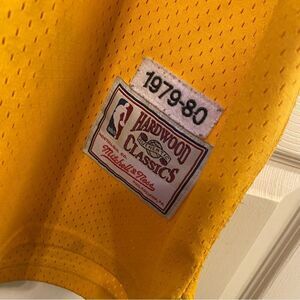 1979-80
HARDWOOD
CLASSICS
Mitchell & Ness